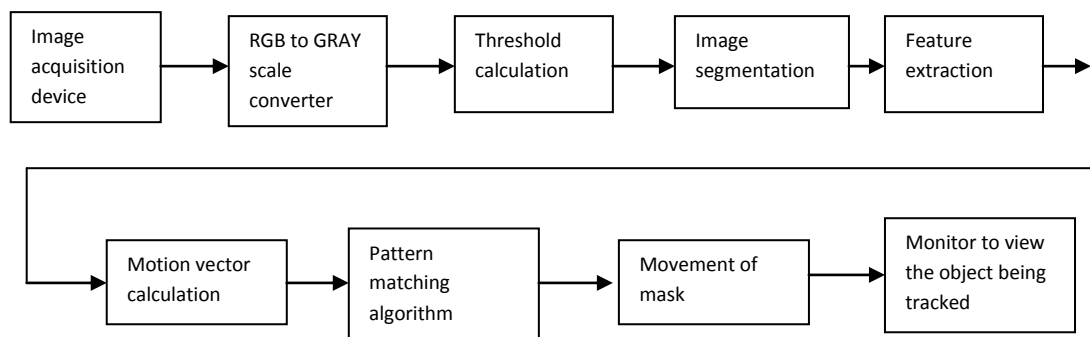 Image
acquisition
device
RGB to GRAY
scale
converter
Threshold
calculation
Image
segmentation
Feature
extraction
Motion vector
calculation
Pattern
matching
algorithm
Movement of
mask
Monitor to view
the object being
tracked